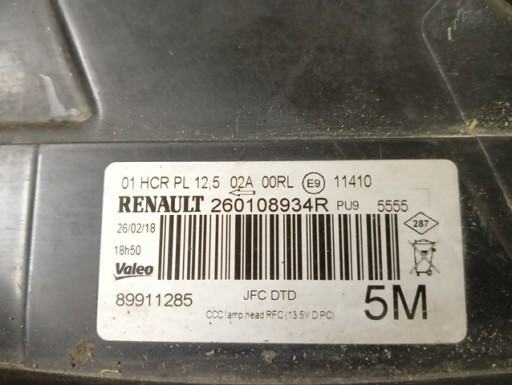 01 HCR PL 12,5 02A 00RL E9 11410
RENAULT 260108934R PU9 5555
26/02/18
287
18h50
Valeo
89911285 JFC DTD 5M
CCC lamp head RFC (13.5V D PC)